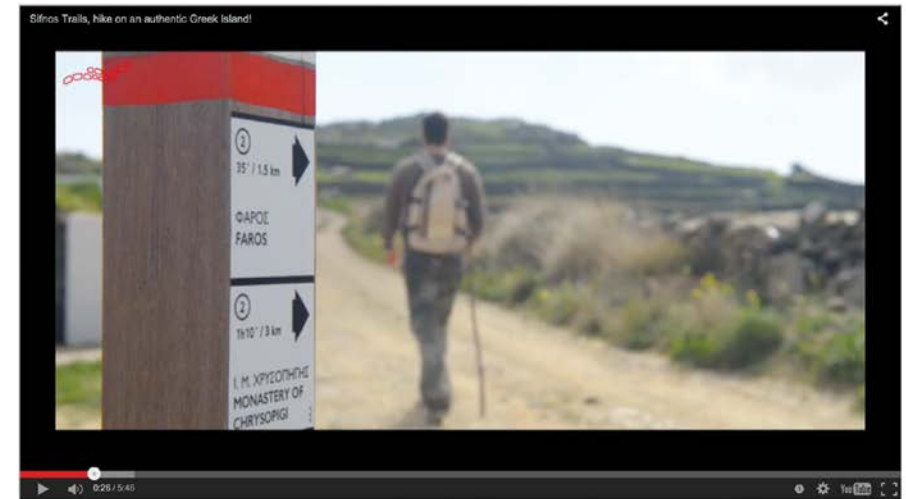 Sifnos Trails, hike on an authentic Greek Island!
2
35´ / 1.5 km
ΦΑΡΟΣ
FAROS
2
1h10´ / 3 km
Ι. Μ. ΧΡΥΣΟΠΗΓΗΣ
MONASTERY OF
CHRYSOPIGI
0:26 / 5:46
YouTube